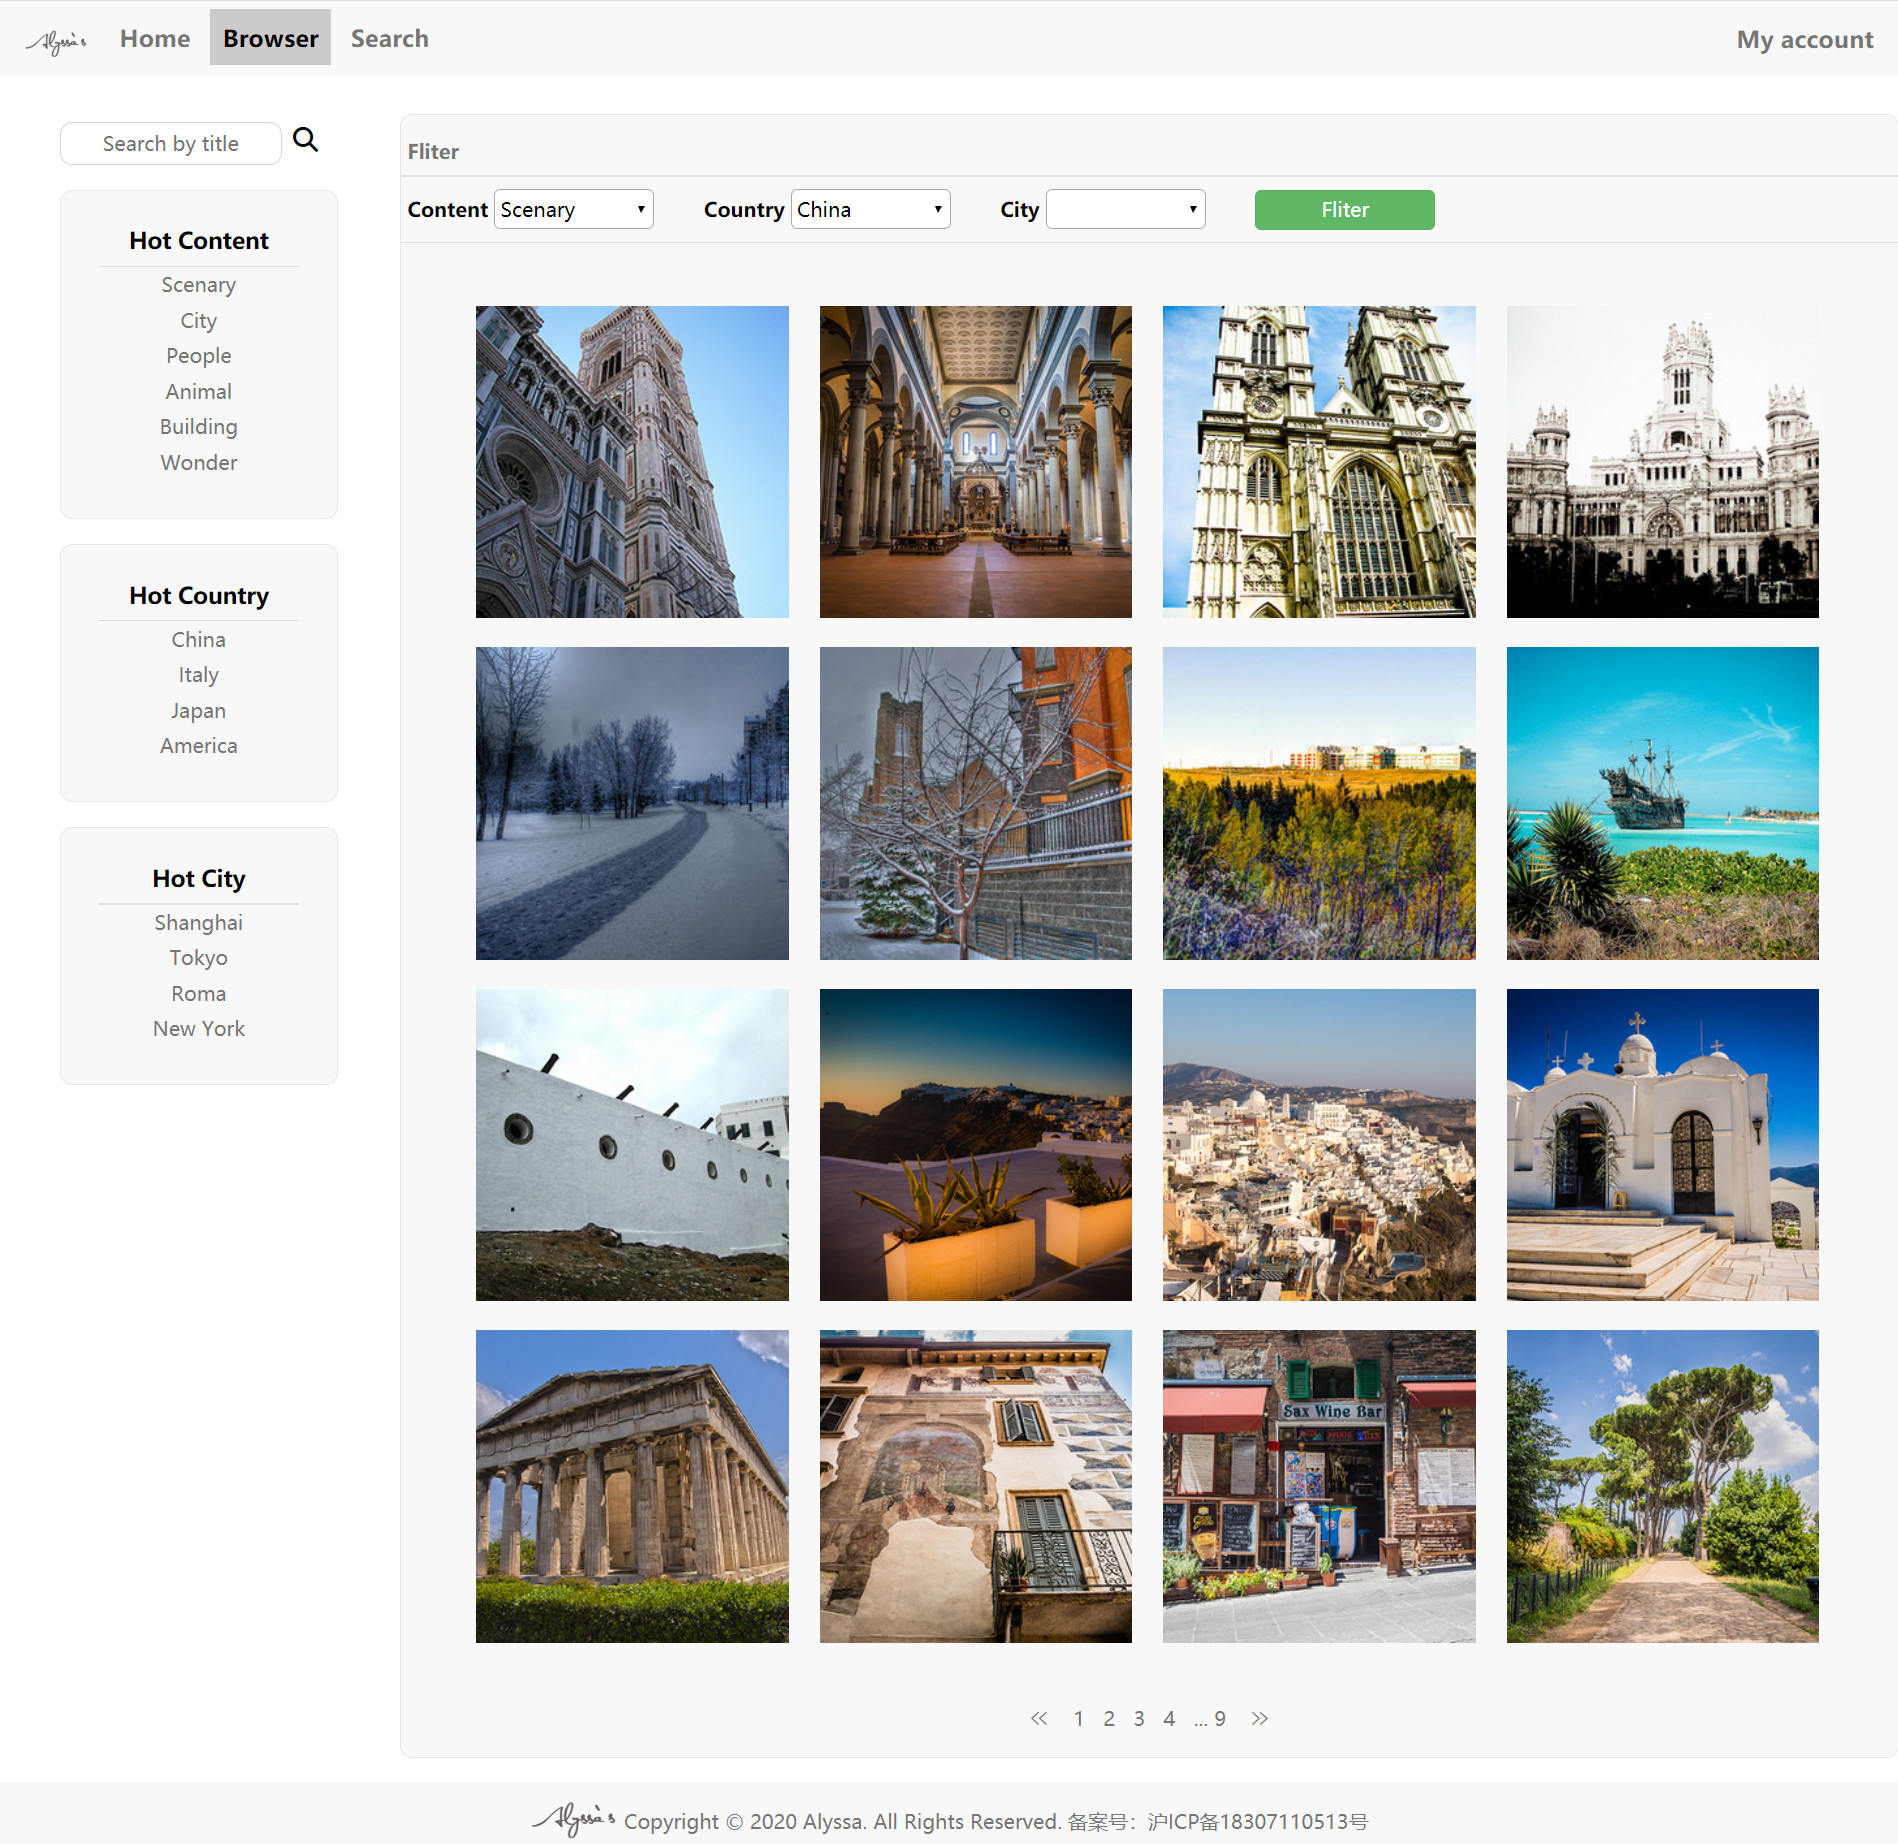 Alyssa's Home Browser Search My account
Search by title
Fliter
Content Scenary Country China City Fliter
Hot Content
Scenary
City
People
Animal
Building
Wonder
Hot Country
China
Italy
Japan
America
Hot City
Shanghai
Tokyo
Roma
New York
Sax Wine Bar
« 1 2 3 4 ... 9 »
Alyssa's Copyright © 2020 Alyssa. All Rights Reserved. 备案号：沪ICP备18307110513号